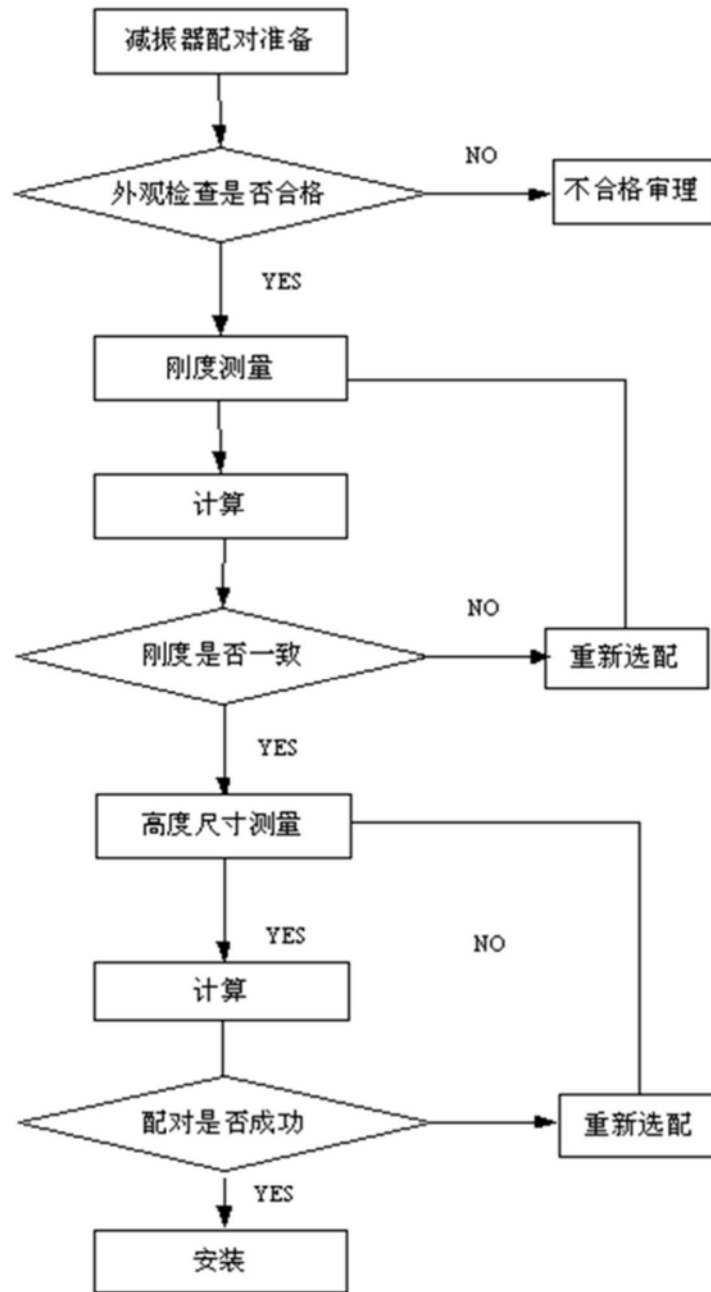 减振器配对准备
NO
外观检查是否合格
不合格审理
YES
刚度测量
计算
NO
刚度是否一致
重新选配
YES
高度尺寸测量
YES
NO
计算
配对是否成功
重新选配
YES
安装